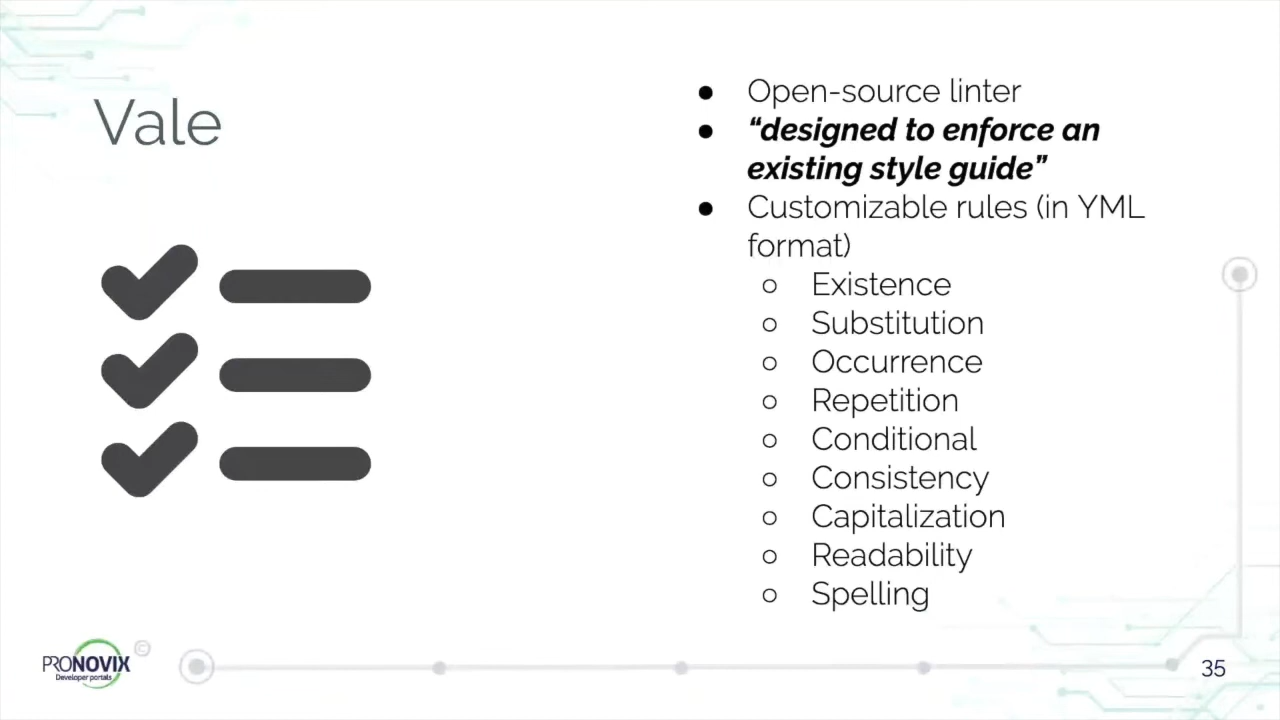 Vale
● Open-source linter
● “designed to enforce an
existing style guide”
● Customizable rules (in YML
format)
○ Existence
○ Substitution
○ Occurrence
○ Repetition
○ Conditional
○ Consistency
○ Capitalization
○ Readability
○ Spelling
PRONOVIX ©
Developer portals
35